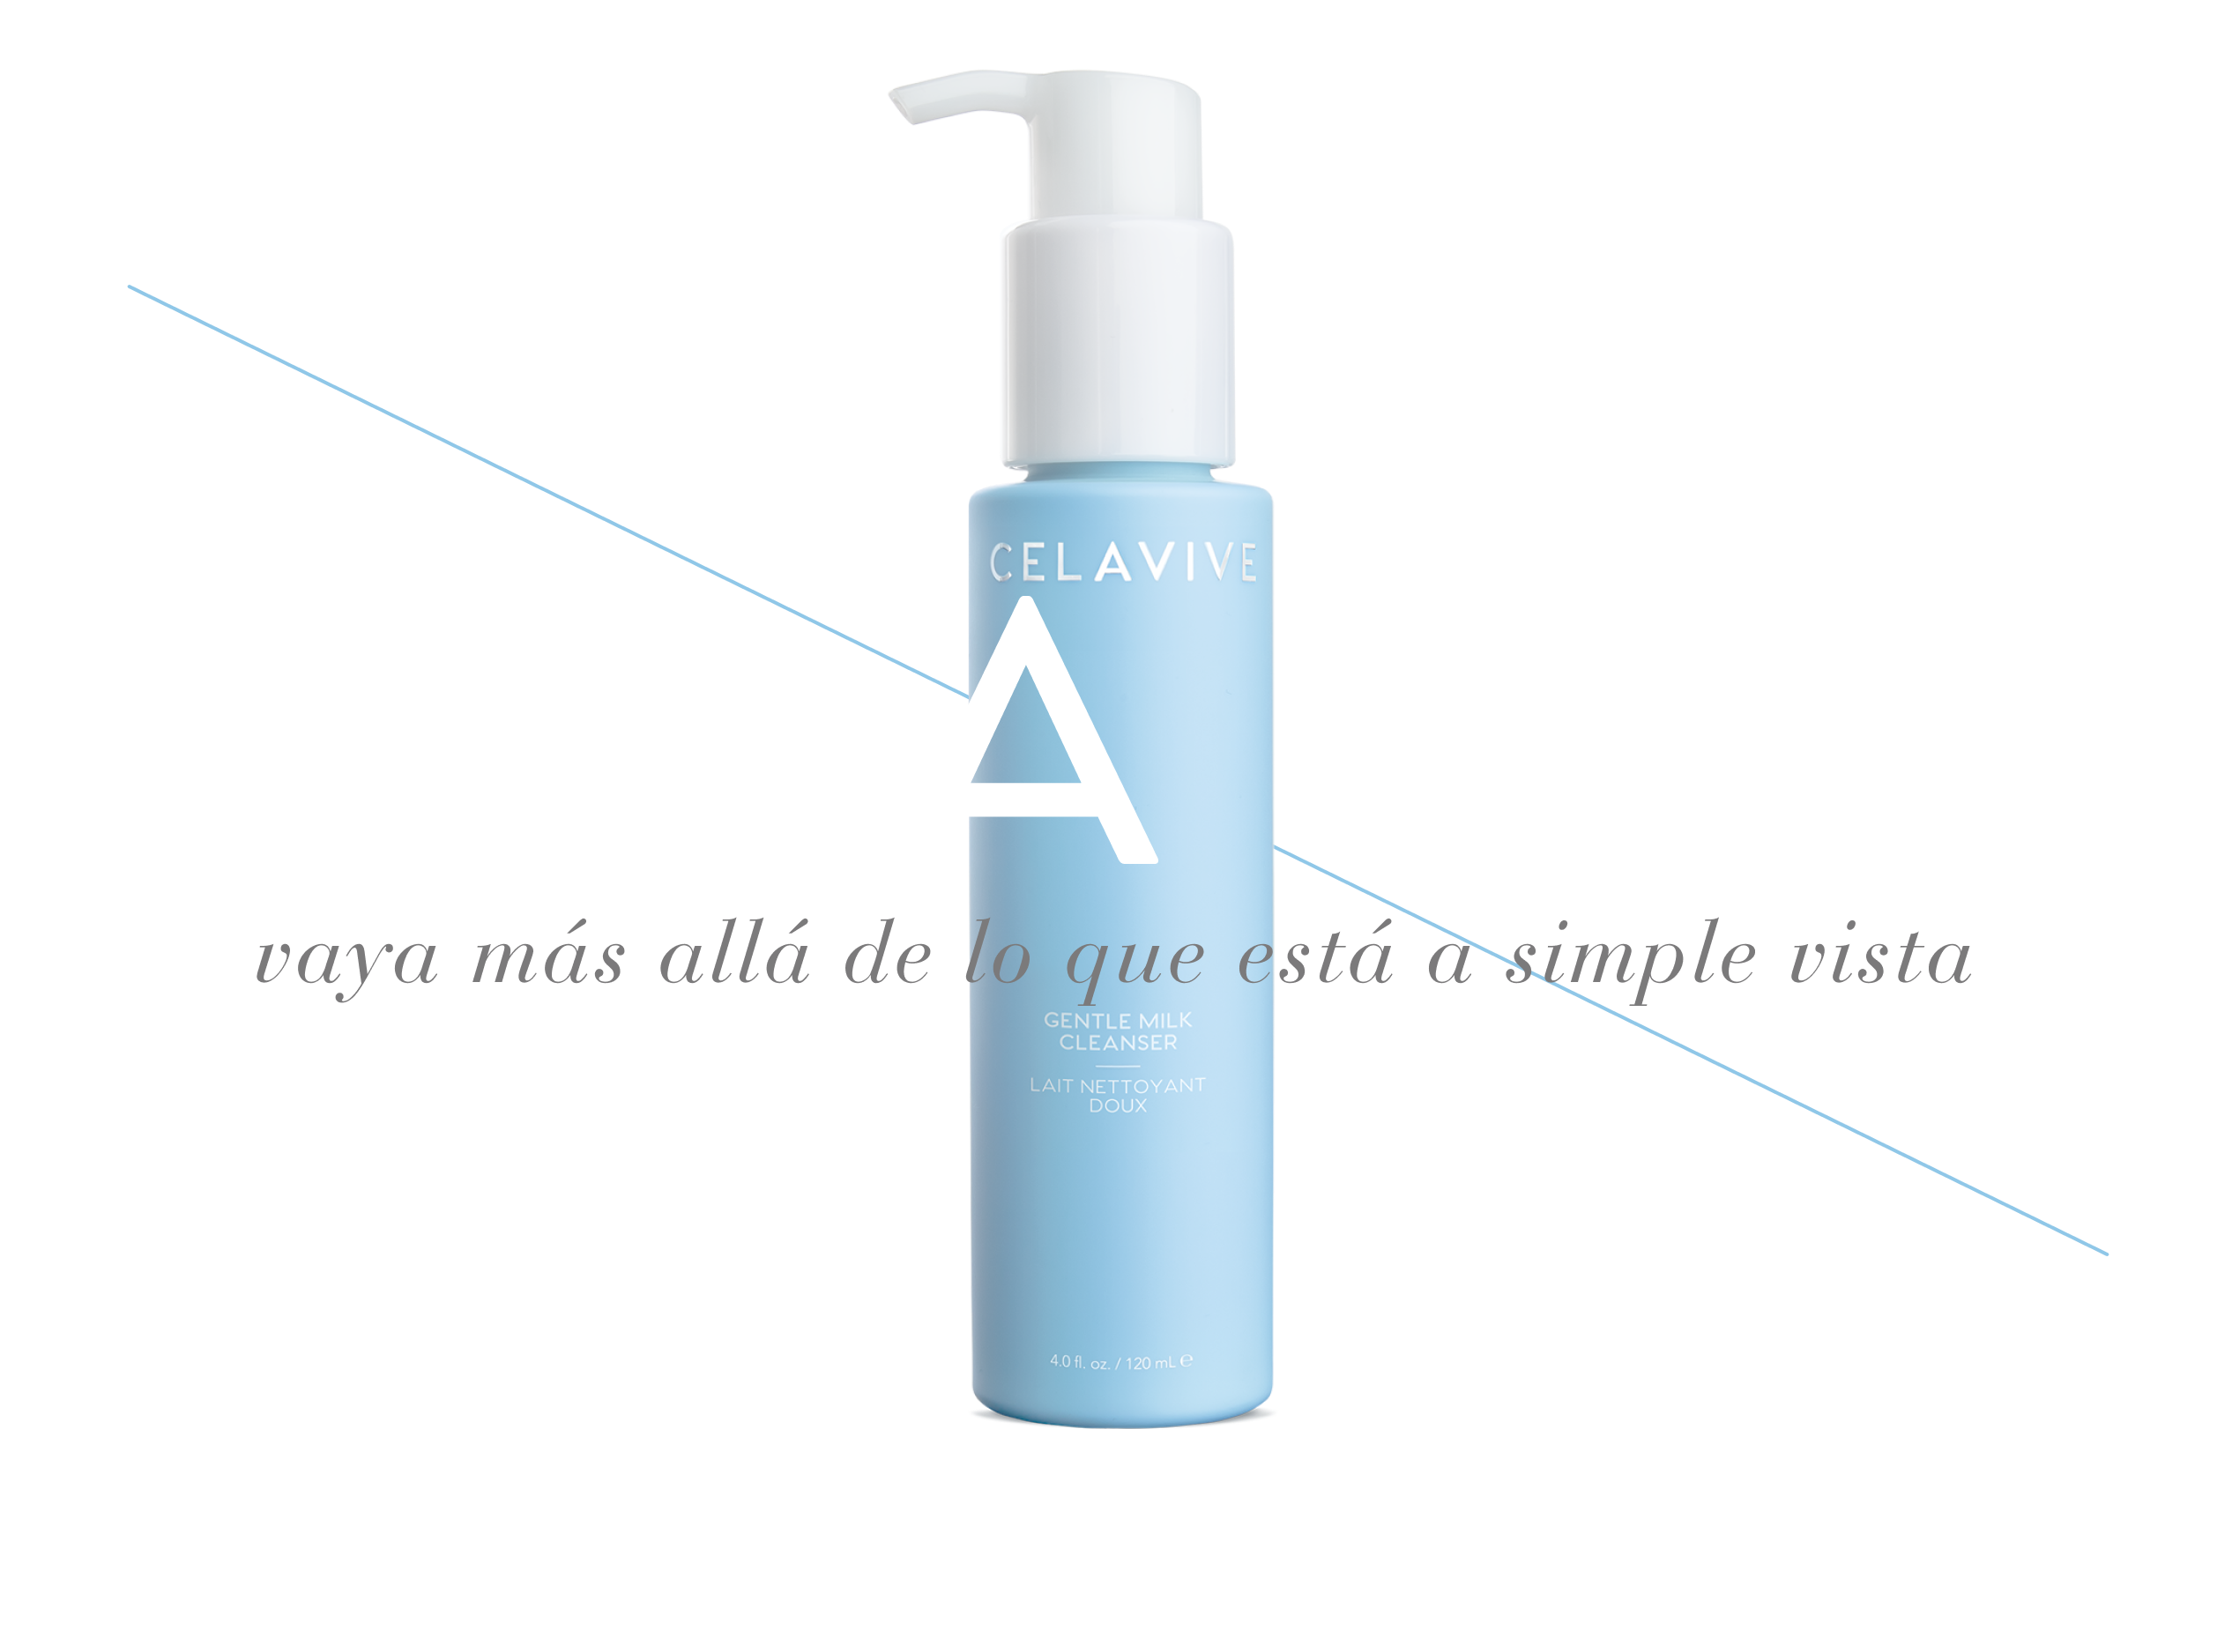 CELAVIVE
A
vaya más allá de lo que está a simple vista
GENTLE MILK
CLEANSER
LAIT NETTOYANT
DOUX
4.0 fl. oz. / 120 mL ℮